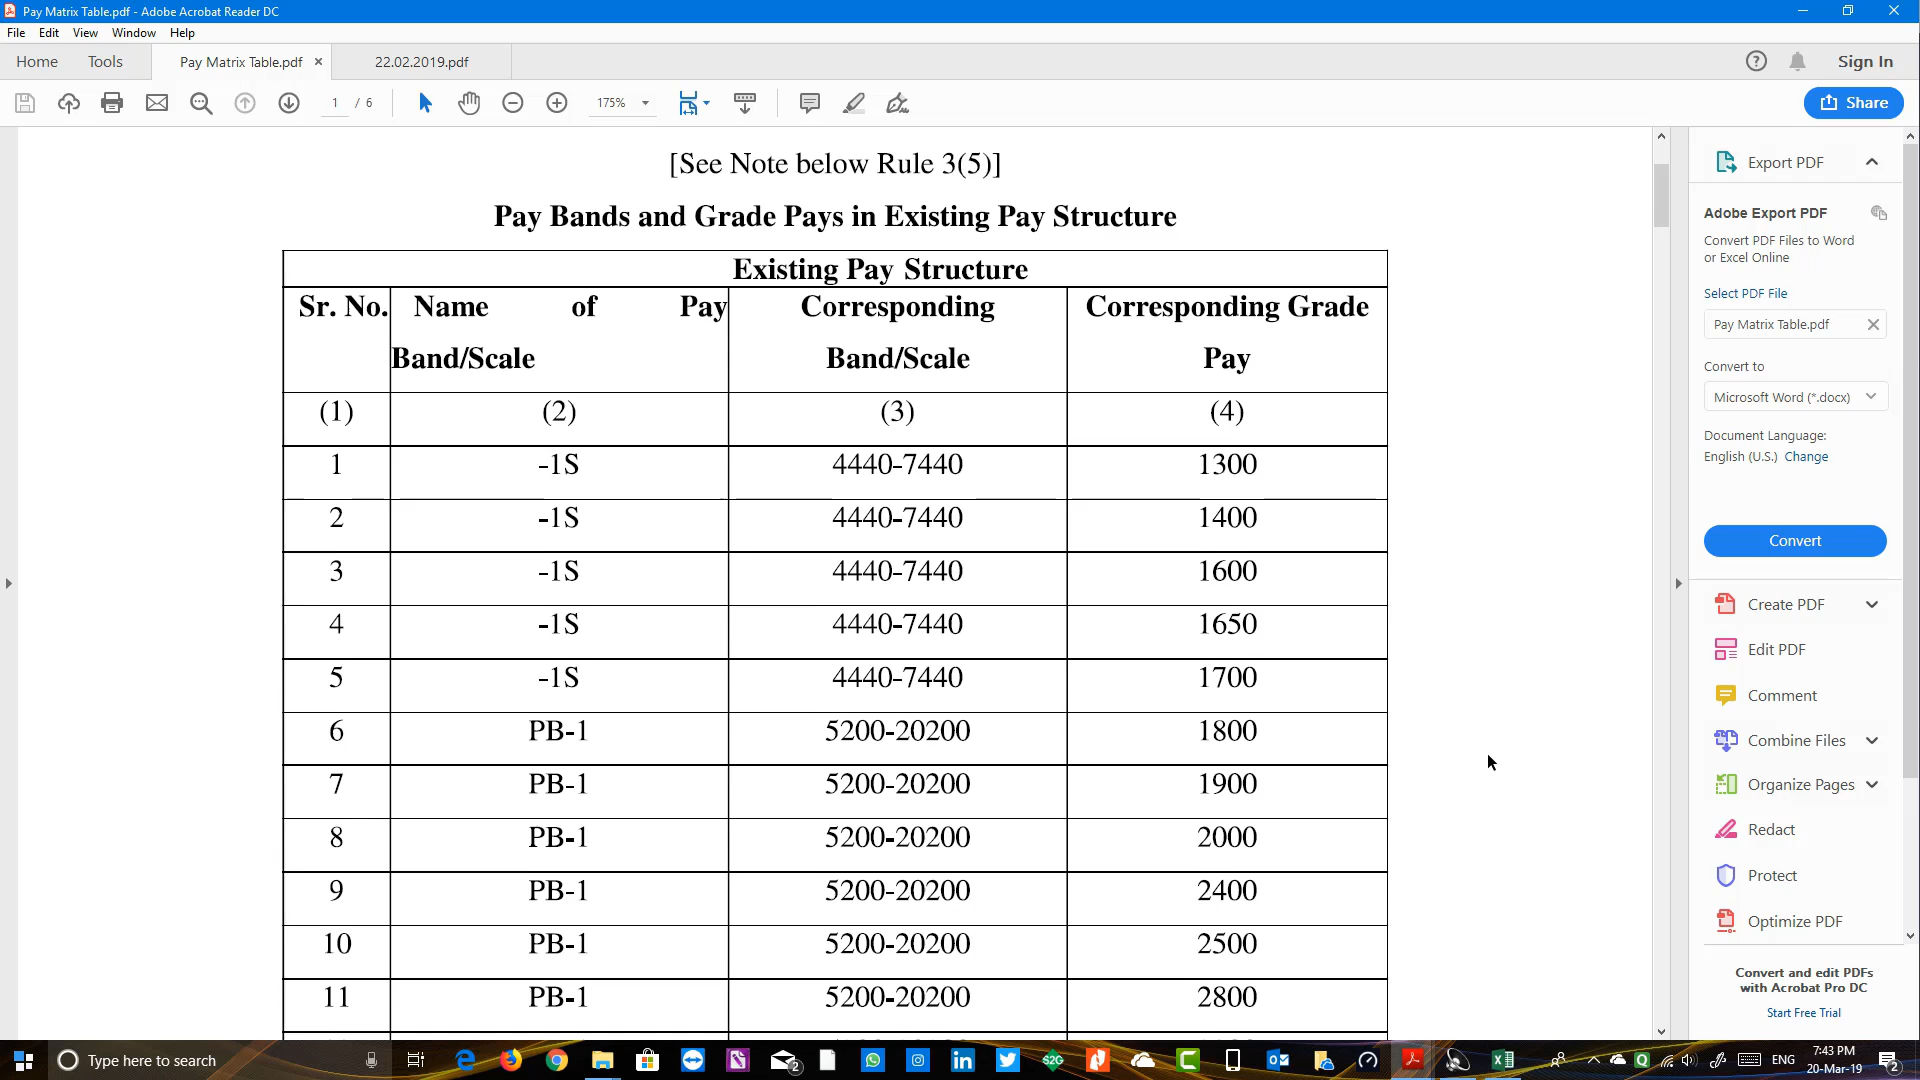 Pay Matrix Table.pdf - Adobe Acrobat Reader DC
File Edit View Window Help
Home Tools Pay Matrix Table.pdf × 22.02.2019.pdf Sign In
1 / 6 175% Share
[See Note below Rule 3(5)]
Pay Bands and Grade Pays in Existing Pay Structure
Existing Pay Structure
Sr. No. Name of Pay Band/Scale Corresponding Band/Scale Corresponding Grade Pay
(1) (2) (3) (4)
1 -1S 4440-7440 1300
2 -1S 4440-7440 1400
3 -1S 4440-7440 1600
4 -1S 4440-7440 1650
5 -1S 4440-7440 1700
6 PB-1 5200-20200 1800
7 PB-1 5200-20200 1900
8 PB-1 5200-20200 2000
9 PB-1 5200-20200 2400
10 PB-1 5200-20200 2500
11 PB-1 5200-20200 2800
Export PDF
Adobe Export PDF
Convert PDF Files to Word
or Excel Online
Select PDF File
Pay Matrix Table.pdf
Convert to
Microsoft Word (*.docx)
Document Language:
English (U.S.) Change
Convert
Create PDF
Edit PDF
Comment
Combine Files
Organize Pages
Redact
Protect
Optimize PDF
Convert and edit PDFs
with Acrobat Pro DC
Start Free Trial
Type here to search
ENG
7:43 PM
20-Mar-19